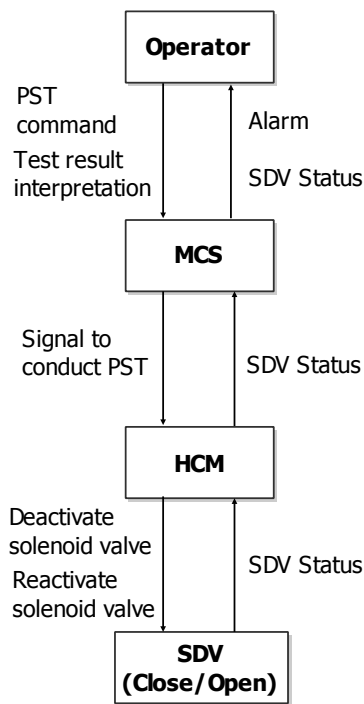 Operator
PST
command
Test result
interpretation
Alarm
SDV Status
MCS
Signal to
conduct PST
SDV Status
HCM
Deactivate
solenoid valve
Reactivate
solenoid valve
SDV Status
SDV
(Close/Open)